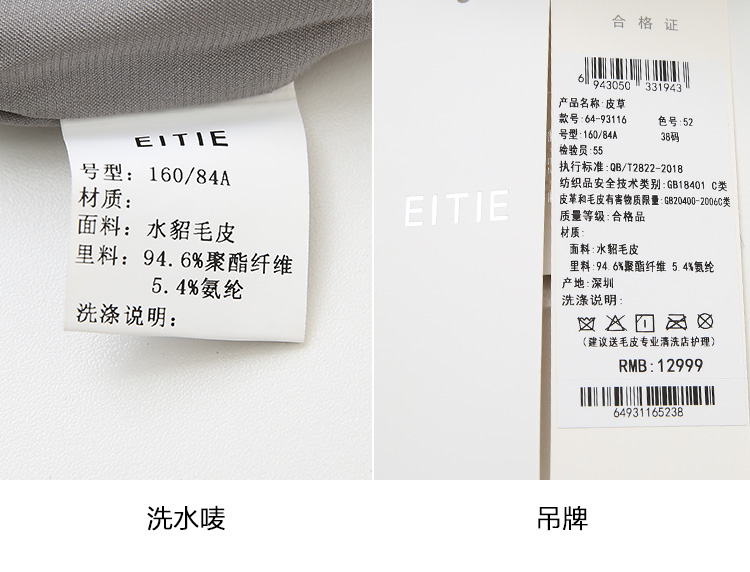 EITIE
号型：160/84A
材质：
面料：水貂毛皮
里料：94.6%聚酯纤维
5.4%氨纶
洗涤说明：
EITIE
合格证
6 943050 331943
产品名称:皮草
款号:64-93116 色号:52
号型:160/84A 38码
检验员:55
执行标准:QB/T2822-2018
纺织品安全技术类别:GB18401 C类
皮革和毛皮有害物质限量:GB20400-2006C类
质量等级:合格品
材质:
面料:水貂毛皮
里料:94.6%聚酯纤维 5.4%氨纶
产地:深圳
洗涤说明:
(建议送毛皮专业清洗店护理)
RMB:12999
64931165238
洗水唛
吊牌